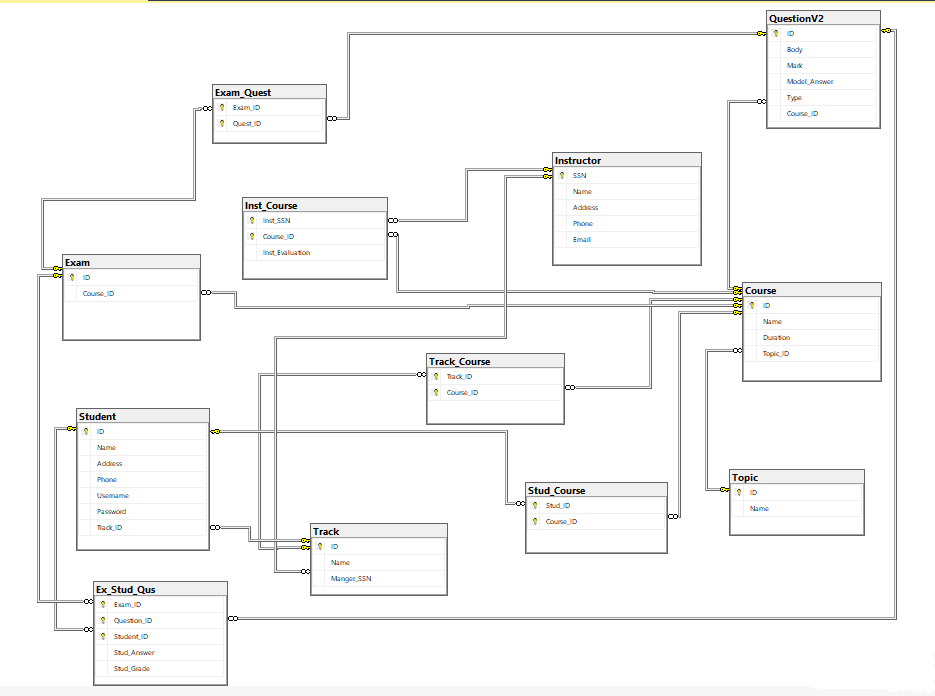 QuestionV2
ID
Body
Mark
Model_Answer
Type
Course_ID
Exam_Quest
Exam_ID
Quest_ID
Instructor
SSN
Name
Address
Phone
Email
Inst_Course
Inst_SSN
Course_ID
Inst_Evaluation
Exam
ID
Course_ID
Course
ID
Name
Duration
Topic_ID
Track_Course
Track_ID
Course_ID
Student
ID
Name
Address
Phone
Username
Password
Track_ID
Topic
ID
Name
Stud_Course
Stud_ID
Course_ID
Track
ID
Name
Manger_SSN
Ex_Stud_Qus
Exam_ID
Question_ID
Student_ID
Stud_Answer
Stud_Grade